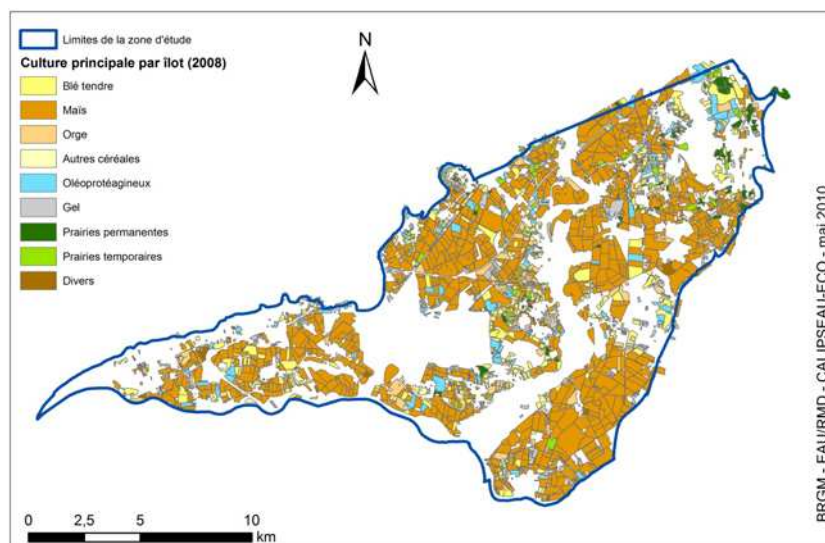 Limites de la zone d'étude
Culture principale par îlot (2008)
Blé tendre
Maïs
Orge
Autres céréales
Oléoprotéagineux
Gel
Prairies permanentes
Prairies temporaires
Divers
N
0 2,5 5 10
km
BRGM - EAU/RMD - CALIPSEAU-ECO - mai 2010